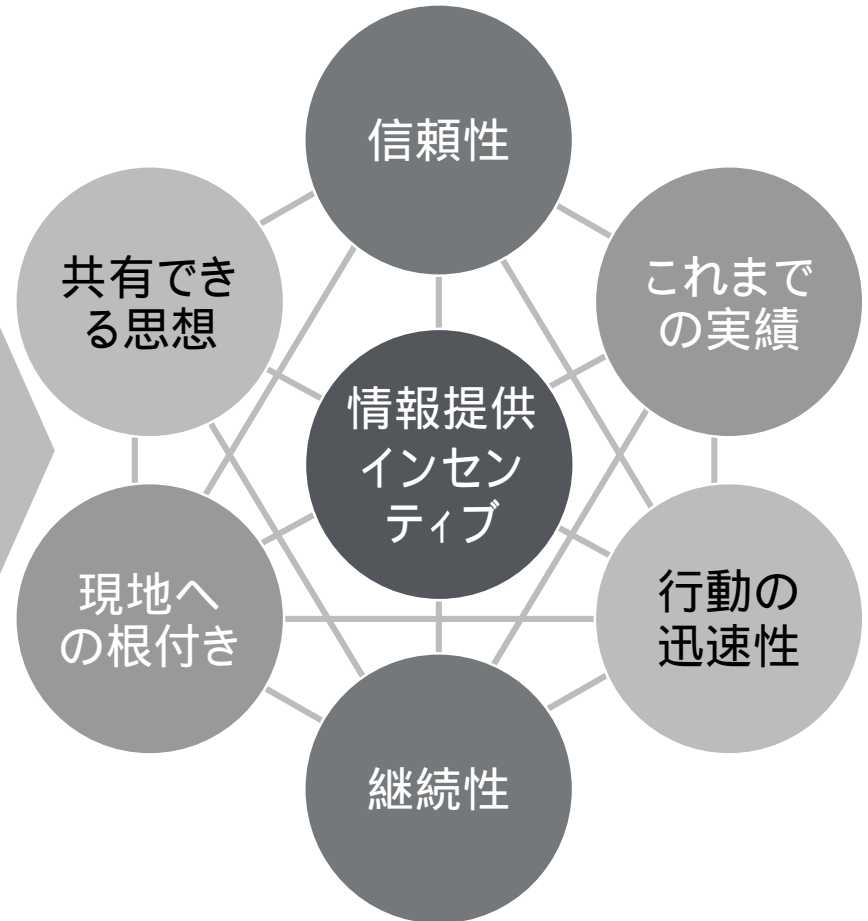 信頼性
共有でき
る思想
これまで
の実績
情報提供
インセン
ティブ
現地へ
の根付き
行動の
迅速性
継続性